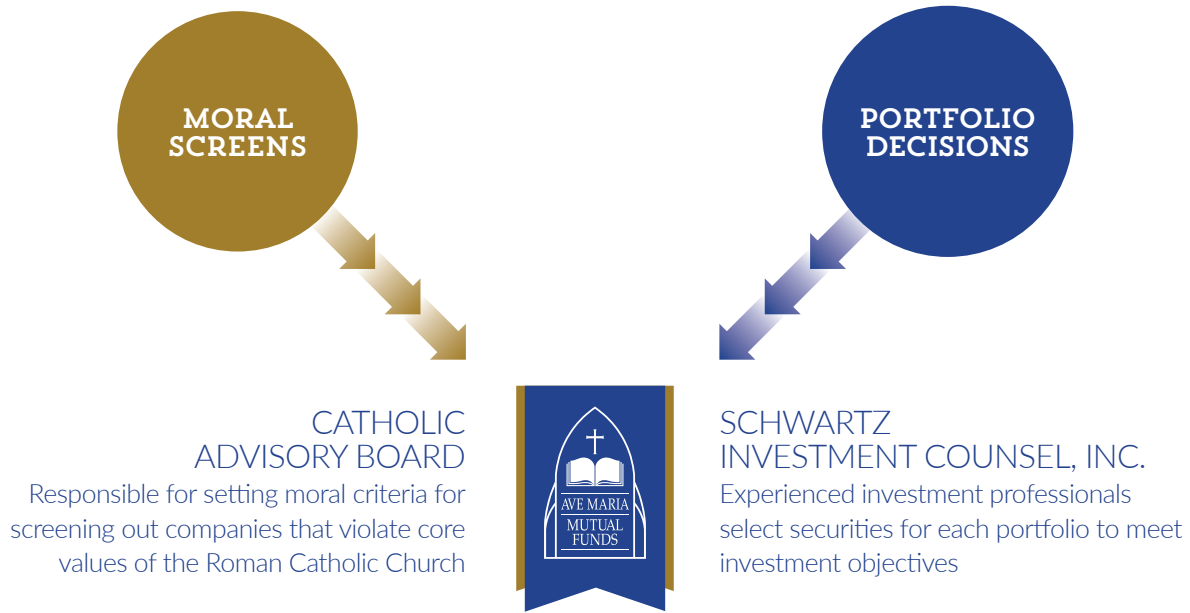 MORAL
SCREENS
PORTFOLIO
DECISIONS
CATHOLIC
ADVISORY BOARD
Responsible for setting moral criteria for
screening out companies that violate core
values of the Roman Catholic Church
AVE MARIA
MUTUAL
FUNDS
SCHWARTZ
INVESTMENT COUNSEL, INC.
Experienced investment professionals
select securities for each portfolio to meet
investment objectives